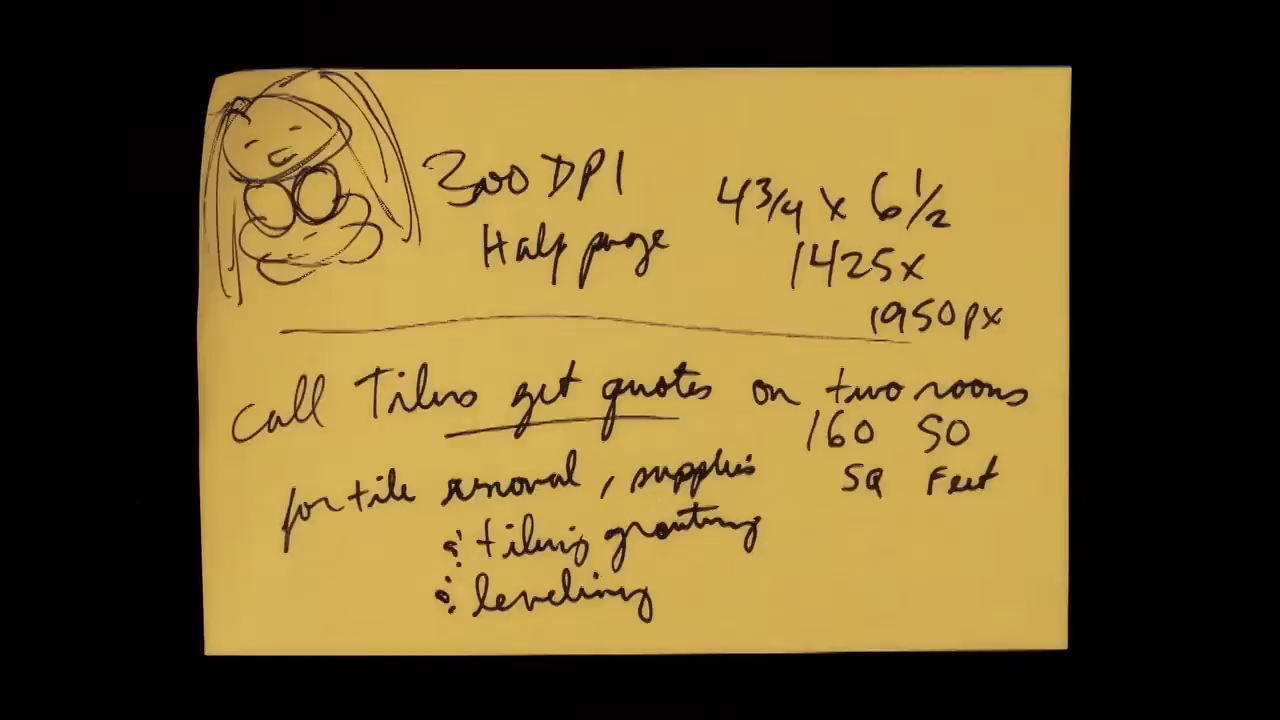 300 DPI
Half page
4 3/4 x 6 1/2
1425x
1950px
Call Tilers get quotes on two rooms
160 50
SQ Feet
for tile removal, supplies
& tiling grouting
& leveling